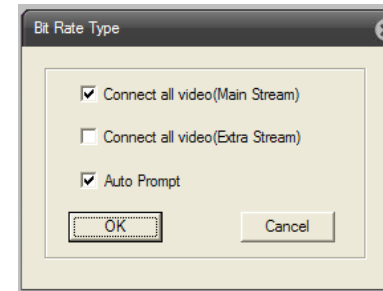 Bit Rate Type
Connect all video(Main Stream)
Connect all video(Extra Stream)
Auto Prompt
OK
Cancel